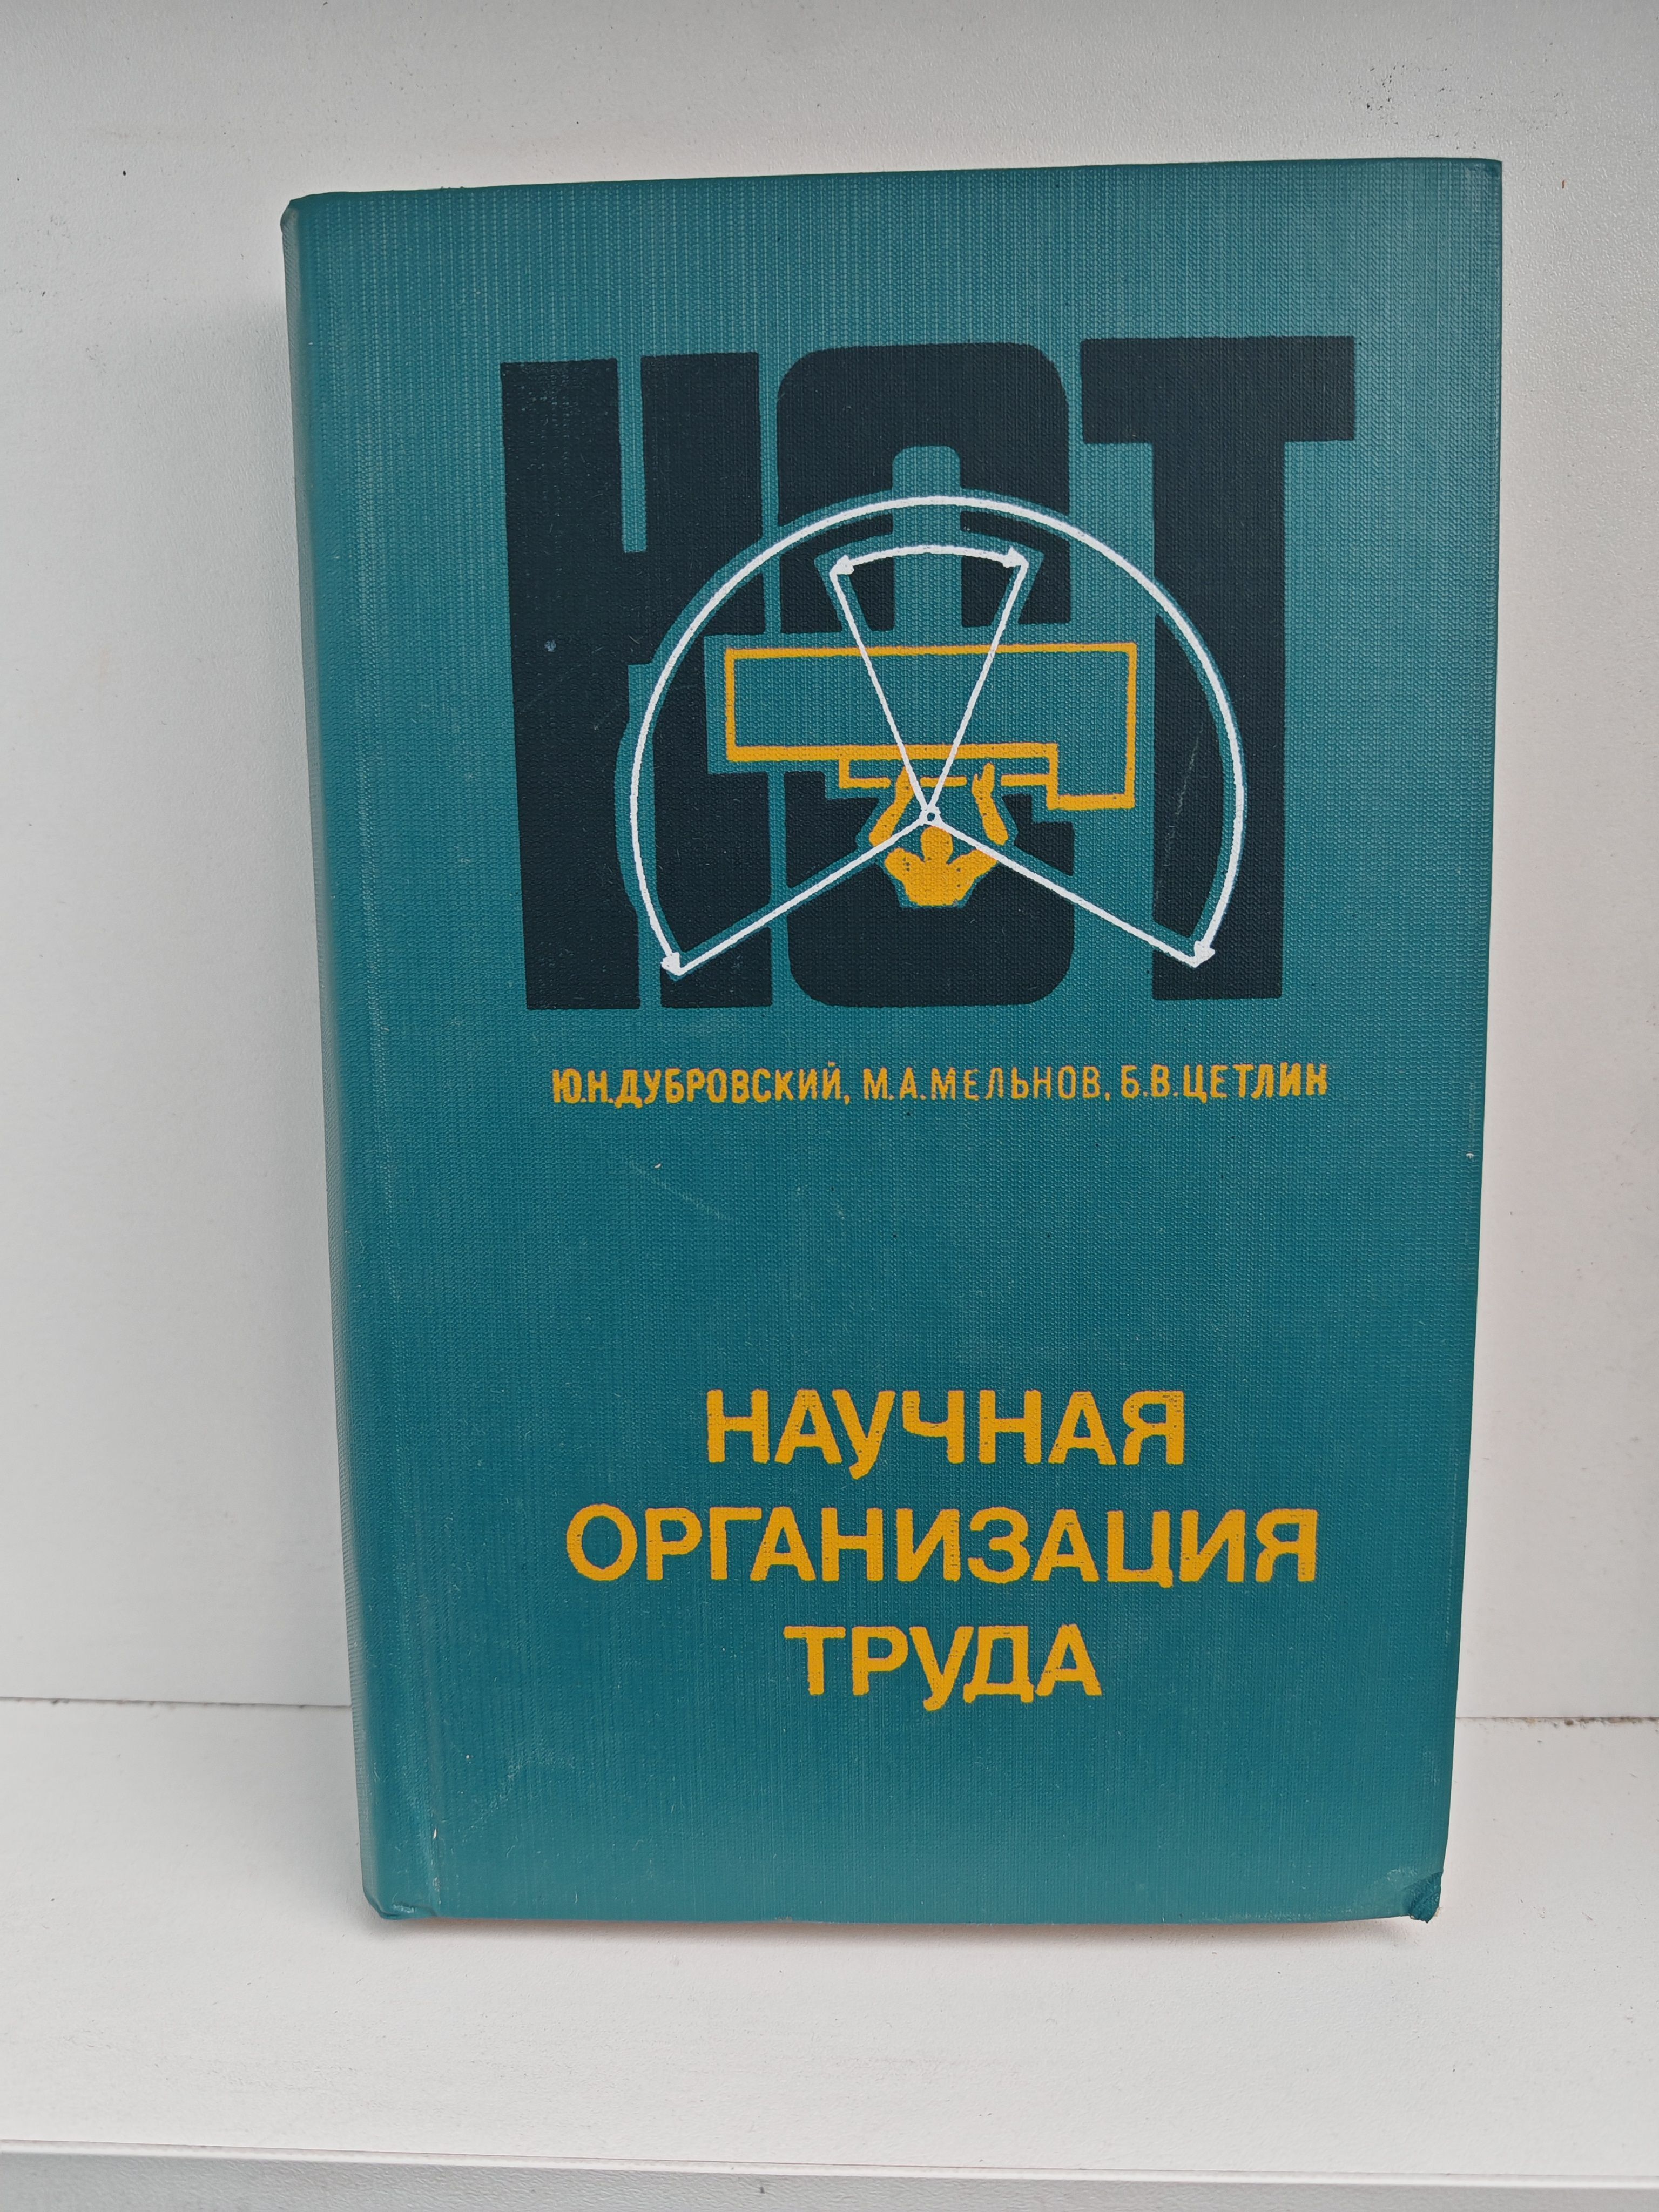 НОТ
Ю.Н.ДУБРОВСКИЙ, М.А.МЕЛЬНОВ, Б.В.ЦЕТЛИН
НАУЧНАЯ
ОРГАНИЗАЦИЯ
ТРУДА